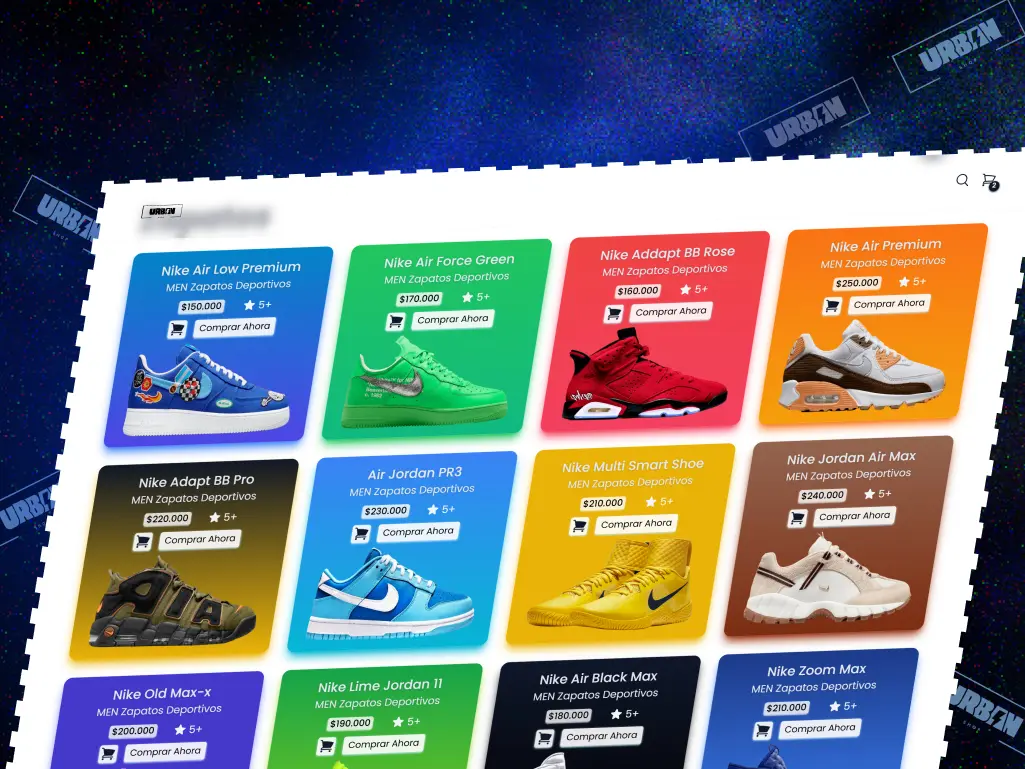 URBAN
SHOP
URBAN
URBAN
SHOP
URBAN
2
Nike Air Low Premium
MEN Zapatos Deportivos
$150.000 5+
Comprar Ahora
Nike Air Force Green
MEN Zapatos Deportivos
$170.000 5+
Comprar Ahora
Nike Addapt BB Rose
MEN Zapatos Deportivos
$160.000 5+
Comprar Ahora
Nike Air Premium
MEN Zapatos Deportivos
$250.000 5+
Comprar Ahora
Nike Adapt BB Pro
MEN Zapatos Deportivos
$220.000 5+
Comprar Ahora
Air Jordan PR3
MEN Zapatos Deportivos
$230.000 5+
Comprar Ahora
Nike Multi Smart Shoe
MEN Zapatos Deportivos
$210.000 5+
Comprar Ahora
Nike Jordan Air Max
MEN Zapatos Deportivos
$240.000 5+
Comprar Ahora
URB
Nike Old Max-x
MEN Zapatos Deportivos
$200.000 5+
Comprar Ahora
Nike Lime Jordan 11
MEN Zapatos Deportivos
$190.000 5+
Comprar Ahora
Nike Air Black Max
MEN Zapatos Deportivos
$180.000 5+
Comprar Ahora
Nike Zoom Max
MEN Zapatos Deportivos
$210.000 5+
Comprar Ahora
URBAN
SHOP